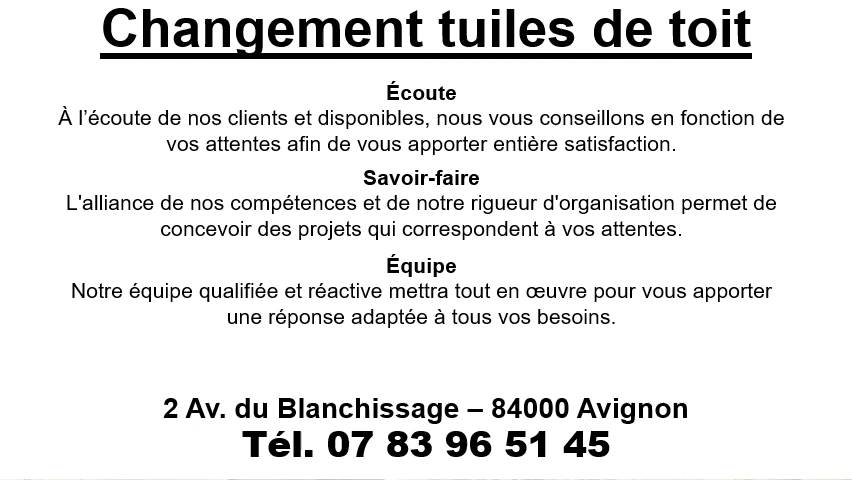 Changement tuiles de toit
Écoute
À l’écoute de nos clients et disponibles, nous vous conseillons en fonction de
vos attentes afin de vous apporter entière satisfaction.
Savoir-faire
L'alliance de nos compétences et de notre rigueur d'organisation permet de
concevoir des projets qui correspondent à vos attentes.
Équipe
Notre équipe qualifiée et réactive mettra tout en œuvre pour vous apporter
une réponse adaptée à tous vos besoins.
2 Av. du Blanchissage – 84000 Avignon
Tél. 07 83 96 51 45